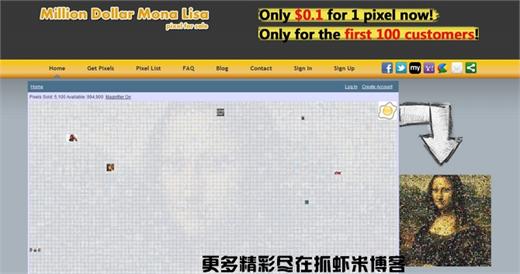 Million Dollar Mona Lisa
pixel for sale
Only $0.1 for 1 pixel now!
Only for the first 100 customers!
Home Get Pixels Pixel List FAQ Blog Contact Sign In Sign Up
Home Log In Create Account
Pixels Sold: 5,100 Available: 994,900 Magnifier On
更多精彩尽在抓虾米博客